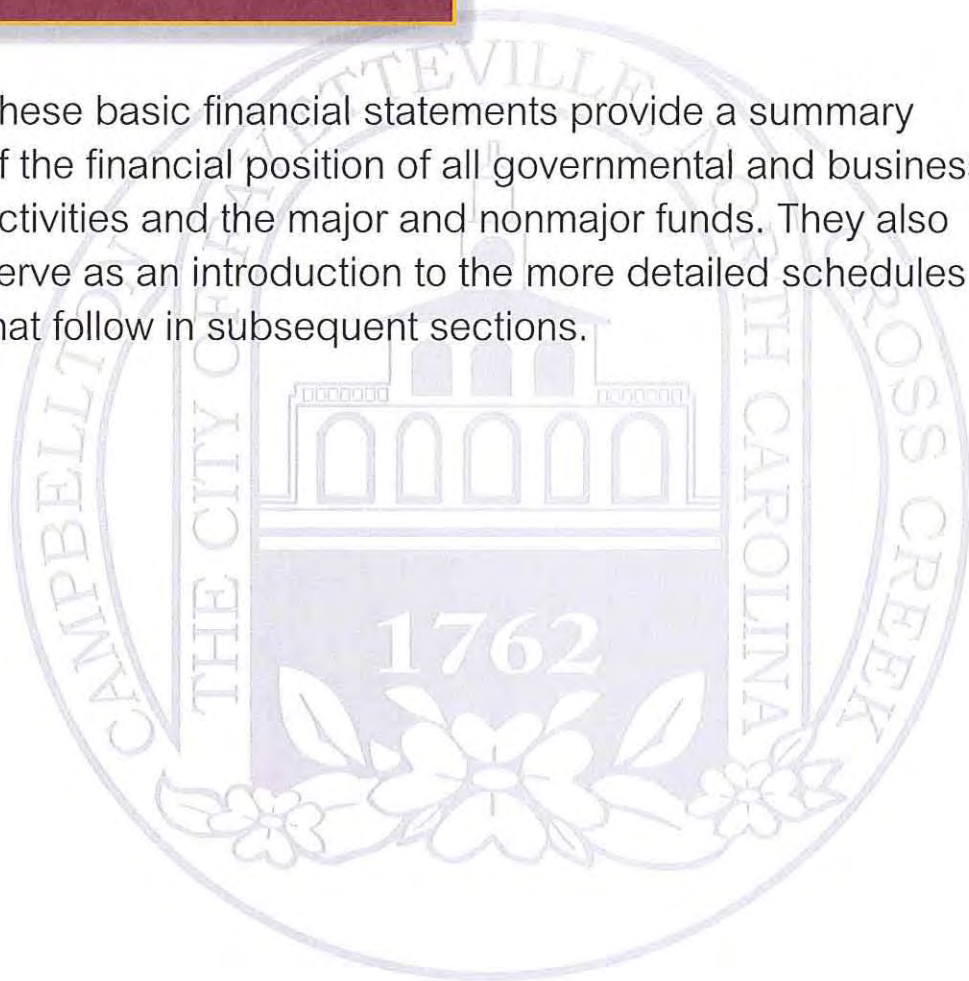 hese basic financial statements provide a summary
f the financial position of all governmental and busines
ctivities and the major and nonmajor funds. They also
erve as an introduction to the more detailed schedules
hat follow in subsequent sections.
THE CITY OF FAYETTEVILLE NORTH CAROLINA
CAMPBELLTON
CROSS CREEK
1762